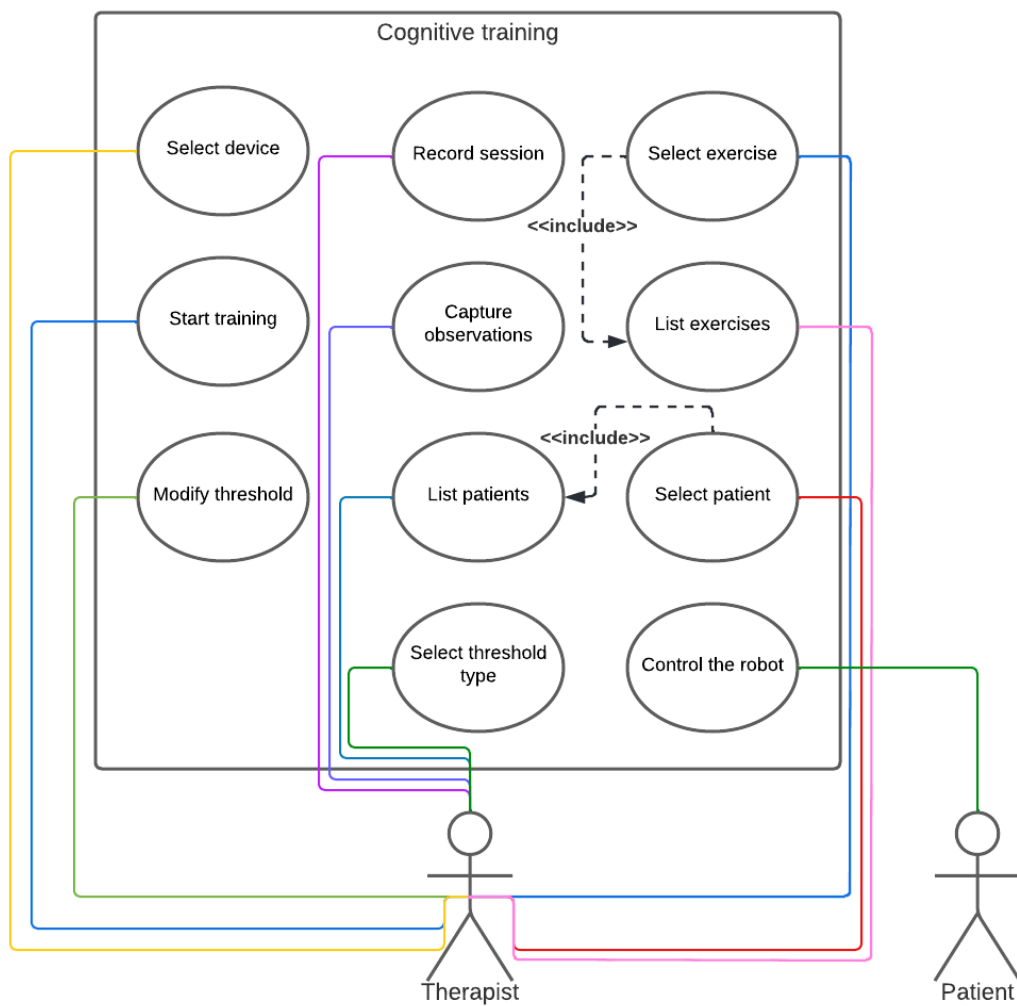 Cognitive training
Select device
Record session
Select exercise
<<include>>
Start training
Capture
observations
List exercises
<<include>>
Modify threshold
List patients
Select patient
Select threshold
type
Control the robot
Therapist
Patient